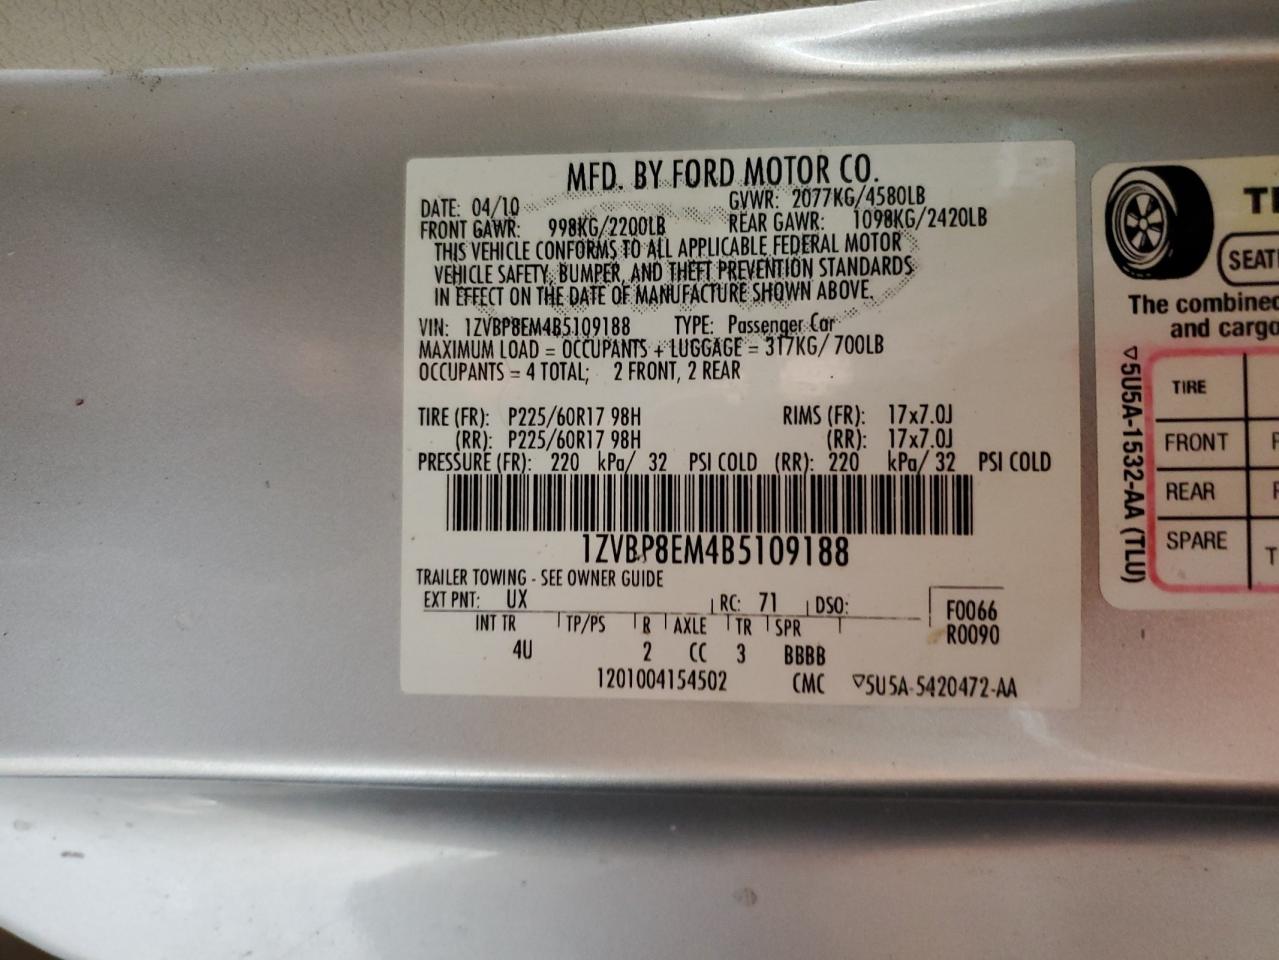 MFD. BY FORD MOTOR CO.
DATE: 04/10 GVWR: 2077KG/4580LB
FRONT GAWR: 998KG/2200LB REAR GAWR: 1098KG/2420LB
THIS VEHICLE CONFORMS TO ALL APPLICABLE FEDERAL MOTOR
VEHICLE SAFETY, BUMPER, AND THEFT PREVENTION STANDARDS
IN EFFECT ON THE DATE OF MANUFACTURE SHOWN ABOVE.
VIN: 1ZVBP8EM4B5109188 TYPE: Passenger Car
MAXIMUM LOAD = OCCUPANTS + LUGGAGE = 317KG/ 700LB
OCCUPANTS = 4 TOTAL; 2 FRONT, 2 REAR
TIRE (FR): P225/60R17 98H RIMS (FR): 17x7.0J
(RR): P225/60R17 98H (RR): 17x7.0J
PRESSURE (FR): 220 kPa/ 32 PSI COLD (RR): 220 kPa/ 32 PSI COLD
1ZVBP8EM4B5109188
TRAILER TOWING - SEE OWNER GUIDE
EXT PNT: UX RC: 71 DSO:
INT TR TP/PS R AXLE TR SPR
4U 2 CC 3 BBBB
F0066
R0090
1201004154502 CMC ▽5U5A-5420472-AA
The combined
and cargo
▽5U5A-1532-AA (TLU)
TIRE
FRONT
REAR
SPARE